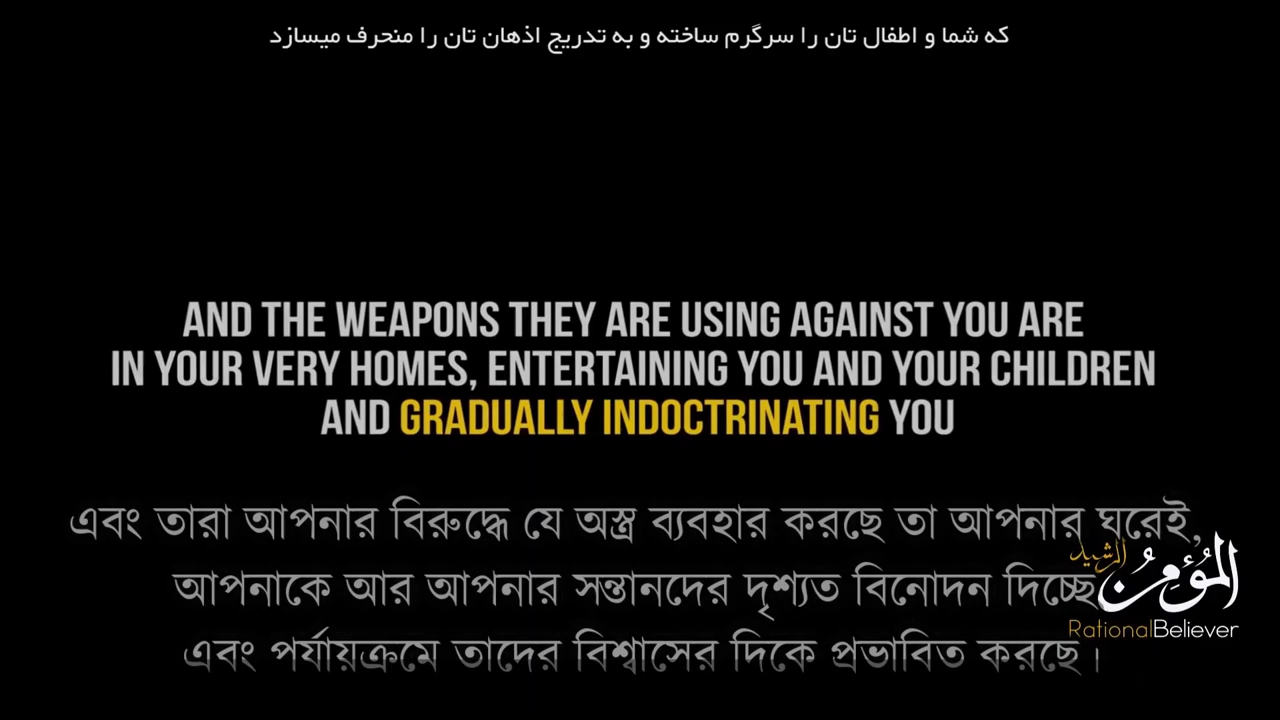 که شما و اطفال تان را سرگرم ساخته و به تدریج اذهان تان را منحرف میسازد
AND THE WEAPONS THEY ARE USING AGAINST YOU ARE
IN YOUR VERY HOMES, ENTERTAINING YOU AND YOUR CHILDREN
AND GRADUALLY INDOCTRINATING YOU
এবং তারা আপনার বিরুদ্ধে যে অস্ত্র ব্যবহার করছে তা আপনার ঘরেই,
আপনাকে আর আপনার সন্তানদের দৃশ্যত বিনোদন দিচ্ছে
এবং পর্যায়ক্রমে তাদের বিশ্বাসের দিকে প্রভাবিত করছে।
المؤمن الرشيد
RationalBeliever